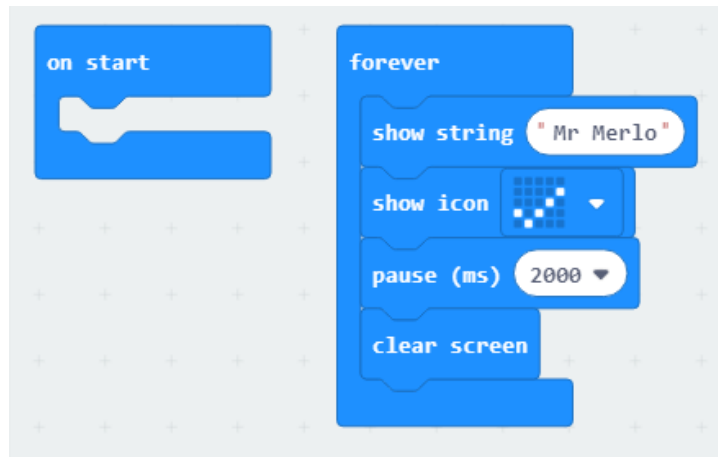 on start
forever
show string "Mr Merlo"
show icon
pause (ms) 2000
clear screen